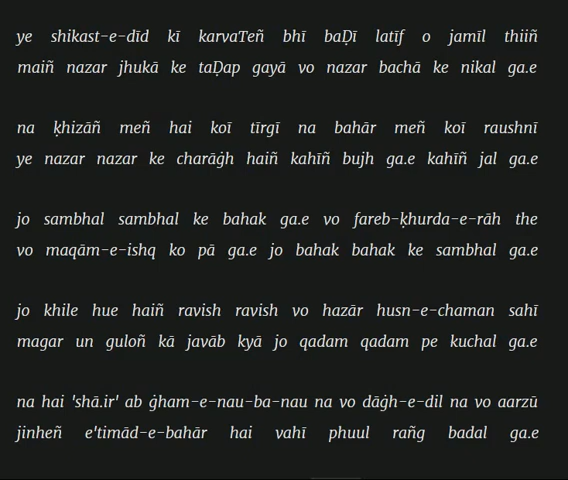 ye shikast-e-dīd kī karvaTeñ bhī baḌī latīf o jamīl thiiñ
maiñ nazar jhukā ke taḌap gayā vo nazar bachā ke nikal ga.e
na ḳhizāñ meñ hai koī tīrgī na bahār meñ koī raushnī
ye nazar nazar ke charāġh haiñ kahīñ bujh ga.e kahīñ jal ga.e
jo sambhal sambhal ke bahak ga.e vo fareb-ḳhurda-e-rāh the
vo maqām-e-ishq ko pā ga.e jo bahak bahak ke sambhal ga.e
jo khile hue haiñ ravish ravish vo hazār husn-e-chaman sahī
magar un guloñ kā javāb kyā jo qadam qadam pe kuchal ga.e
na hai 'shā.ir' ab ġham-e-nau-ba-nau na vo dāġh-e-dil na vo aarzū
jinheñ e'timād-e-bahār hai vahī phuul rañg badal ga.e